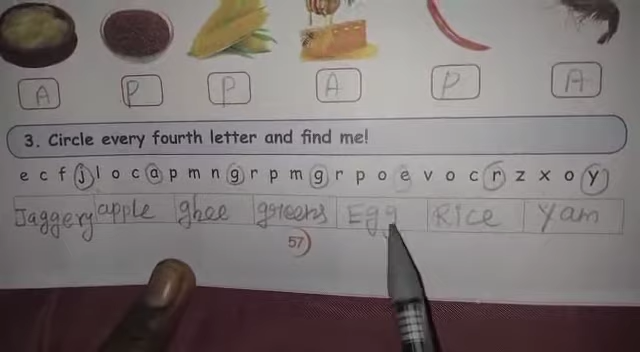 A P P A P A
3. Circle every fourth letter and find me!
e c f j l o c a p m n g r p m g r p o e v o c r z x o y
Jaggery apple ghee greens Egg Rice Yam
57